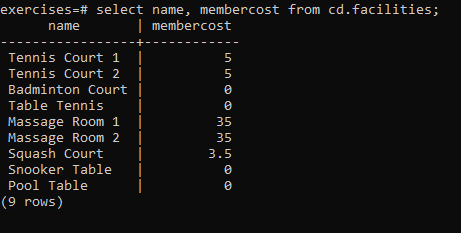 exercises=# select name, membercost from cd.facilities;
      name       | membercost
-----------------+------------
 Tennis Court 1  |          5
 Tennis Court 2  |          5
 Badminton Court |          0
 Table Tennis    |          0
 Massage Room 1  |         35
 Massage Room 2  |         35
 Squash Court    |        3.5
 Snooker Table   |          0
 Pool Table      |          0
(9 rows)